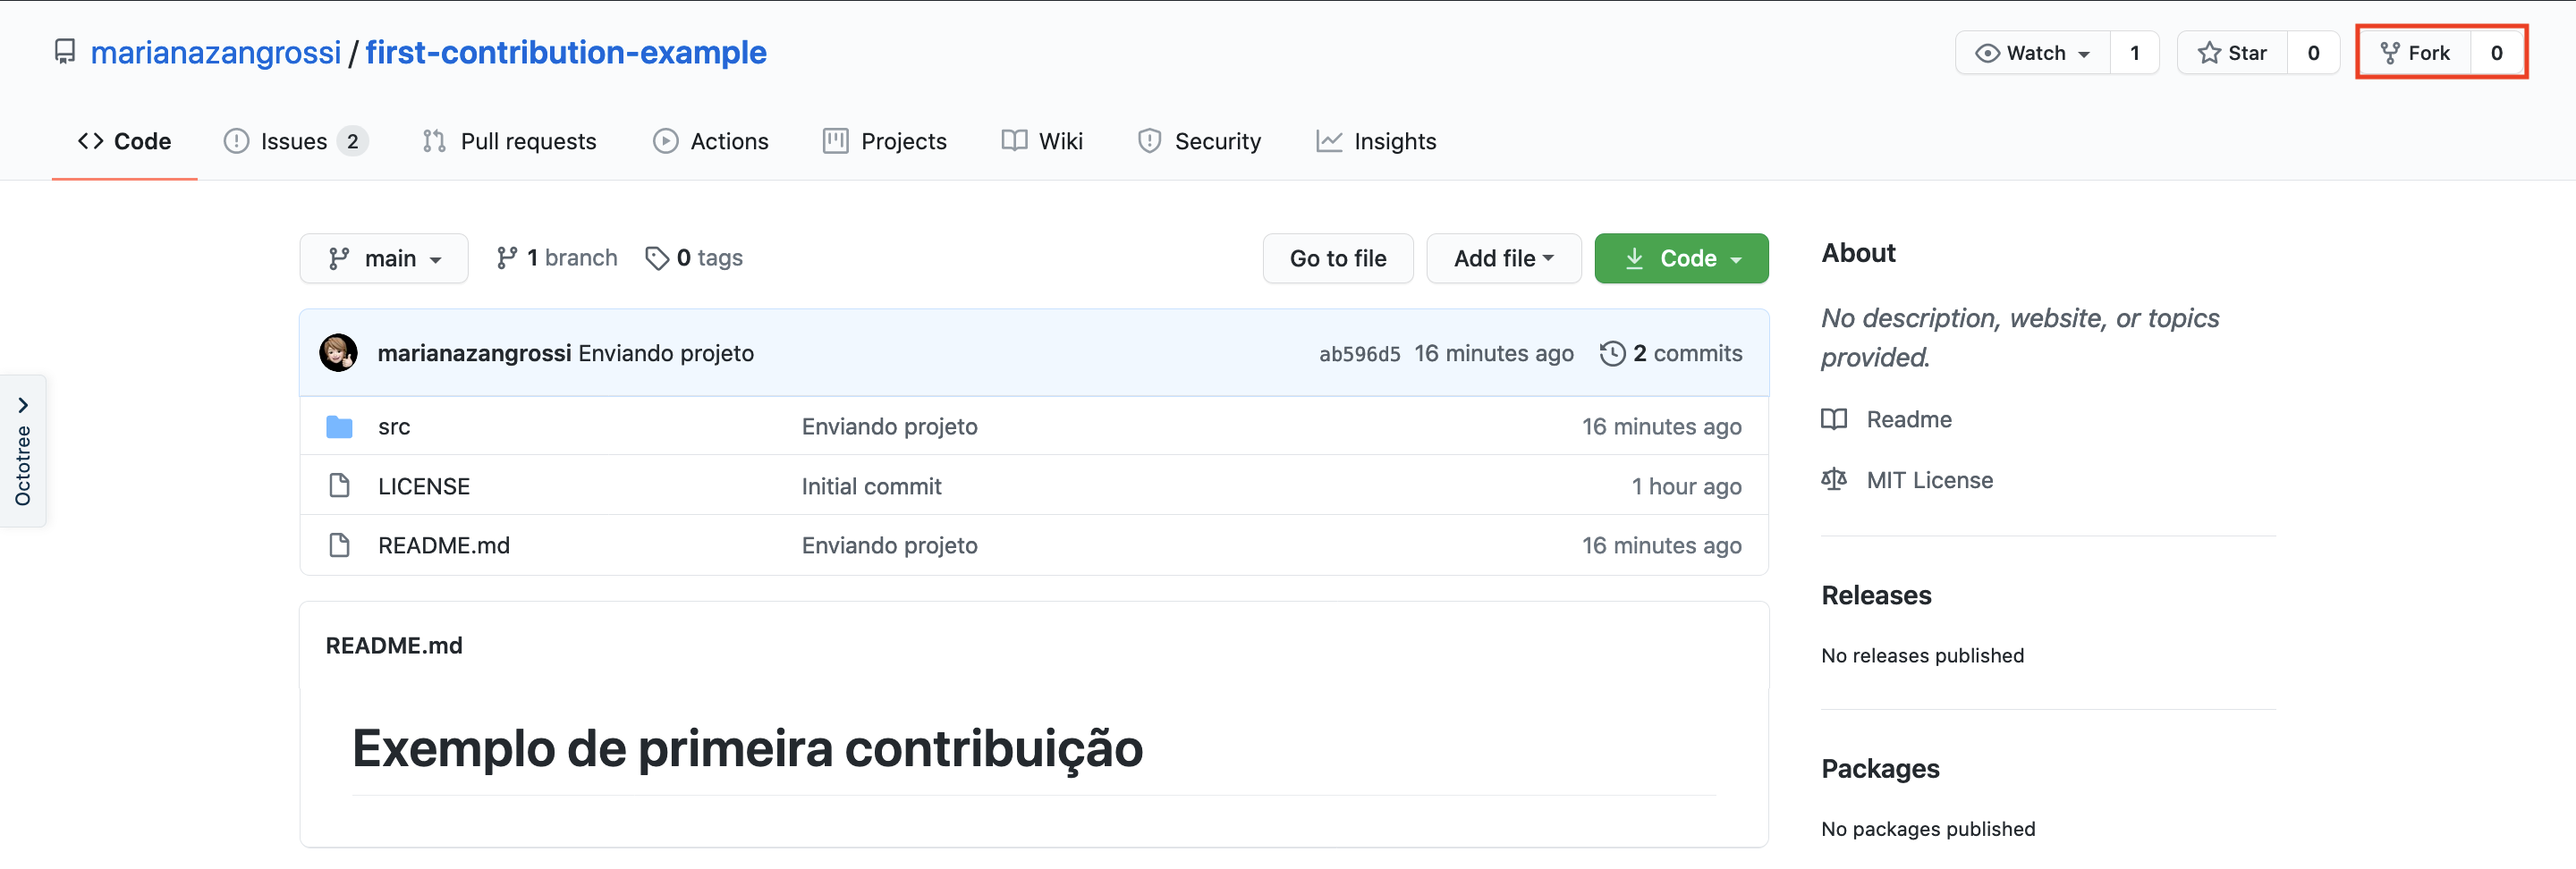 marianazangrossi / first-contribution-example
Watch 1 Star 0 Fork 0
Code Issues 2 Pull requests Actions Projects Wiki Security Insights
main 1 branch 0 tags Go to file Add file Code
marianazangrossi Enviando projeto ab596d5 16 minutes ago 2 commits
src Enviando projeto 16 minutes ago
LICENSE Initial commit 1 hour ago
README.md Enviando projeto 16 minutes ago
README.md
Exemplo de primeira contribuição
About
No description, website, or topics
provided.
Readme
MIT License
Releases
No releases published
Packages
No packages published
Octotree